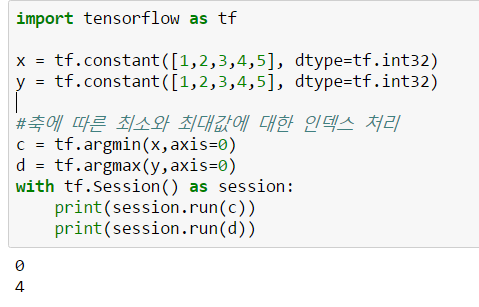 import tensorflow as tf
x = tf.constant([1,2,3,4,5], dtype=tf.int32)
y = tf.constant([1,2,3,4,5], dtype=tf.int32)
#축에 따른 최소와 최대값에 대한 인덱스 처리
c = tf.argmin(x,axis=0)
d = tf.argmax(y,axis=0)
with tf.Session() as session:
    print(session.run(c))
    print(session.run(d))
0
4